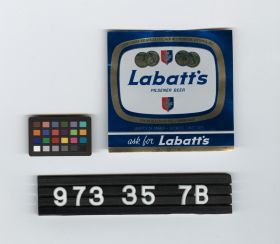 Labatt's
PILSENER BEER
ask for Labatt's
973 35 7B